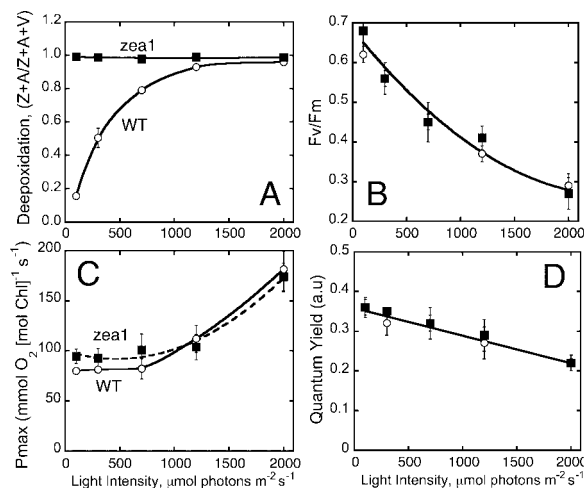 Deepoxidation, (Z+A/Z+A+V)
1.2
1.0
0.8
0.6
0.4
0.2
0.0
zea1
WT
A
0 500 1000 1500 2000
Fv/Fm
0.7
0.6
0.5
0.4
0.3
0.2
B
0 500 1000 1500 2000
Pmax (mmol O2 [mol Chl]-1 s-1)
200
150
100
50
0
C
zea1
WT
0 500 1000 1500 2000
Light Intensity, µmol photons m-2 s-1
Quantum Yield (a.u)
0.5
0.4
0.3
0.2
0.1
0
D
0 500 1000 1500 2000
Light Intensity, µmol photons m-2 s-1